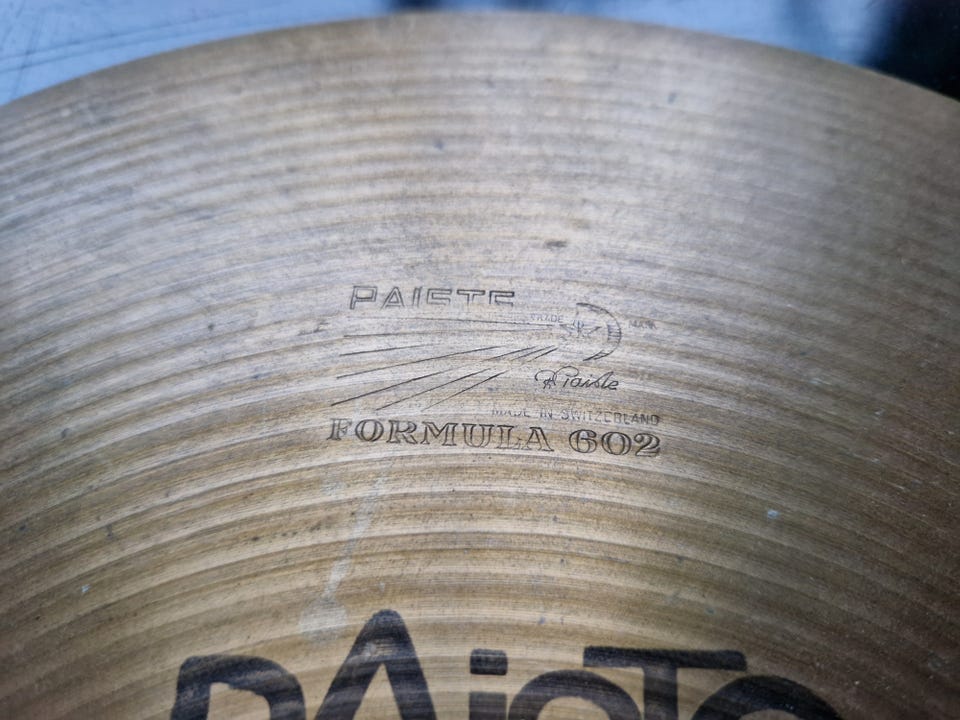 PAISTE
TRADE MARK
Paiste
MADE IN SWITZERLAND
FORMULA 602
PAiSTe